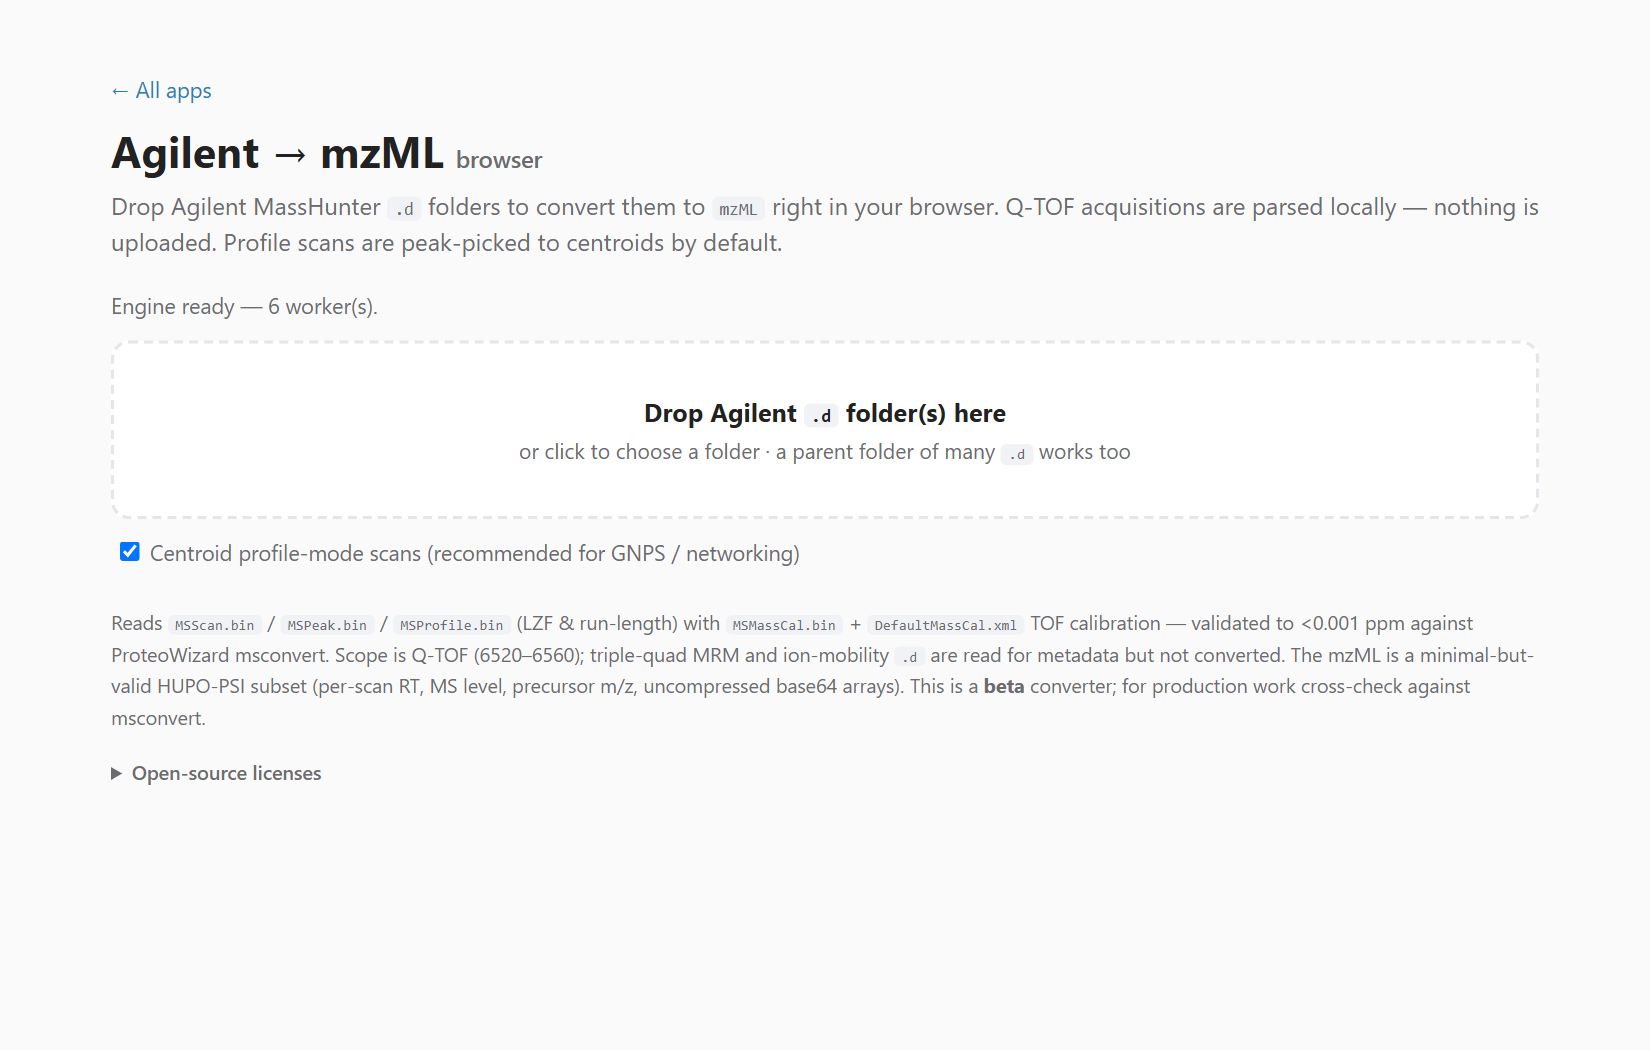 ← All apps
Agilent → mzML browser
Drop Agilent MassHunter .d folders to convert them to mzML right in your browser. Q-TOF acquisitions are parsed locally — nothing is
uploaded. Profile scans are peak-picked to centroids by default.
Engine ready — 6 worker(s).
Drop Agilent .d folder(s) here
or click to choose a folder · a parent folder of many .d works too
Centroid profile-mode scans (recommended for GNPS / networking)
Reads MSScan.bin / MSPeak.bin / MSProfile.bin (LZF & run-length) with MSMassCal.bin + DefaultMassCal.xml TOF calibration — validated to <0.001 ppm against
ProteoWizard msconvert. Scope is Q-TOF (6520–6560); triple-quad MRM and ion-mobility .d are read for metadata but not converted. The mzML is a minimal-but-
valid HUPO-PSI subset (per-scan RT, MS level, precursor m/z, uncompressed base64 arrays). This is a beta converter; for production work cross-check against
msconvert.
▶ Open-source licenses